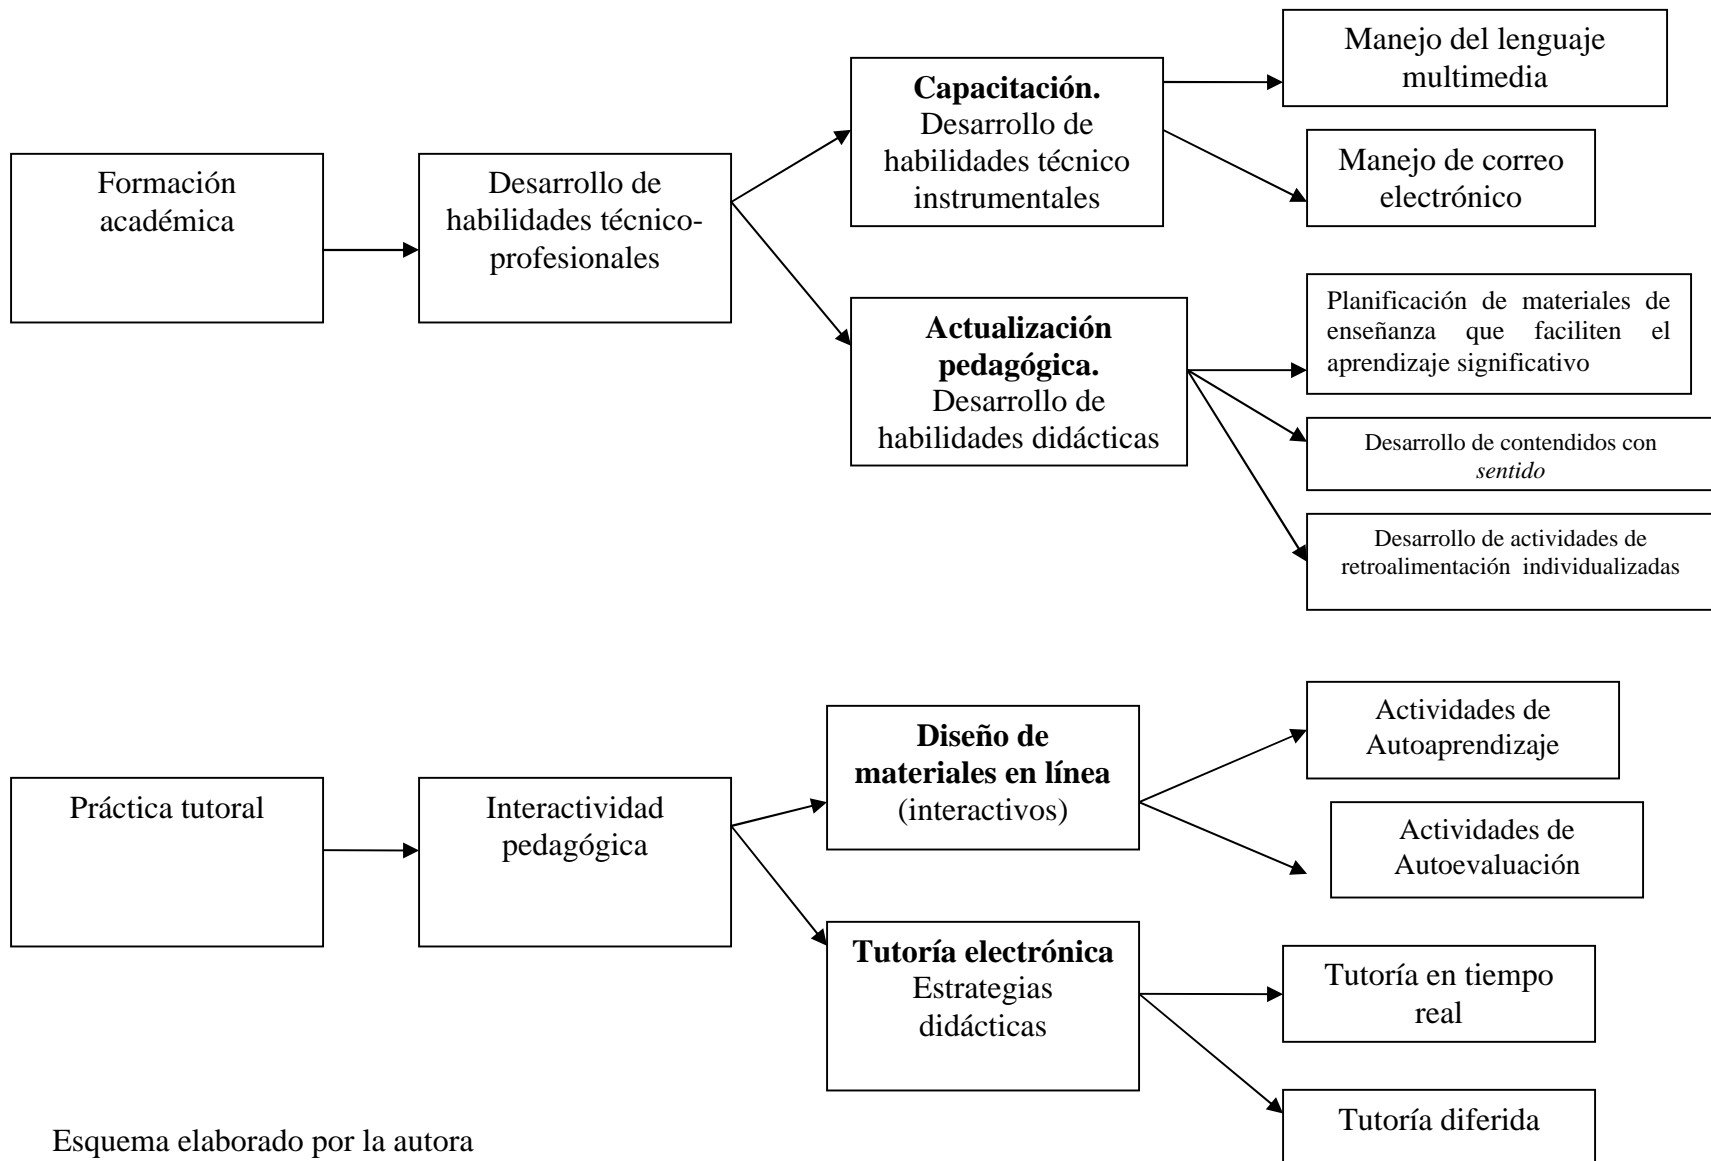 Formación
académica
Desarrollo de
habilidades técnico-
profesionales
Capacitación.
Desarrollo de
habilidades técnico
instrumentales
Manejo del lenguaje
multimedia
Manejo de correo
electrónico
Actualización
pedagógica.
Desarrollo de
habilidades didácticas
Planificación de materiales de
enseñanza que faciliten el
aprendizaje significativo
Desarrollo de contendidos con
sentido
Desarrollo de actividades de
retroalimentación individualizadas
Práctica tutoral
Interactividad
pedagógica
Diseño de
materiales en línea
(interactivos)
Actividades de
Autoaprendizaje
Actividades de
Autoevaluación
Tutoría electrónica
Estrategias
didácticas
Tutoría en tiempo
real
Tutoría diferida
Esquema elaborado por la autora